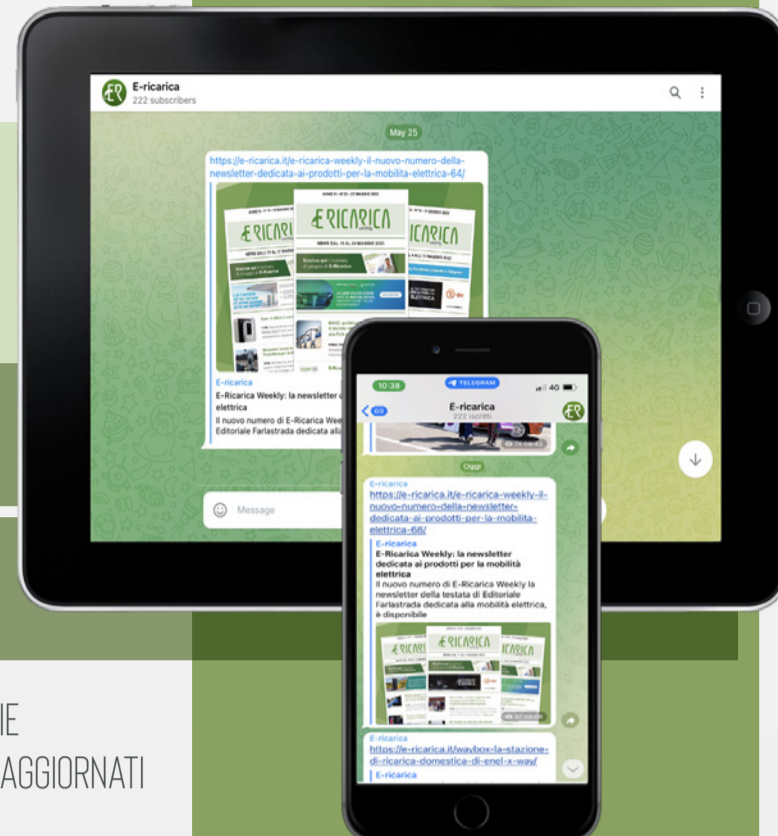 E-ricarica
222 subscribers
May 25
https://e-ricarica.it/e-ricarica-weekly-il-nuovo-numero-della-
newsletter-dedicata-ai-prodotti-per-la-mobilita-elettrica-64/
E RICARICA
E-ricarica
E-Ricarica Weekly: la newsletter
elettrica
Il nuovo numero di E-Ricarica
Editoriale Farlastrada dedicata
Message
10:38
TELEGRAM
4G
69
E-ricarica
222 iscritti
Oggi
E-ricarica
https://e-ricarica.it/e-ricarica-weekly-il-
nuovo-numero-della-newsletter-
dedicata-ai-prodotti-per-la-mobilita-
elettrica-66/
E-ricarica
E-Ricarica Weekly: la newsletter
dedicata ai prodotti per la mobilità
elettrica
Il nuovo numero di E-Ricarica Weekly la
newsletter della testata di Editoriale
Farlastrada dedicata alla mobilità elettrica,
è disponibile
E RICARICA
E-ricarica
https://e-ricarica.it/waybox-la-stazione-
di-ricarica-domestica-di-enel-x-way/
E-ricarica
IE
AGGIORNATI